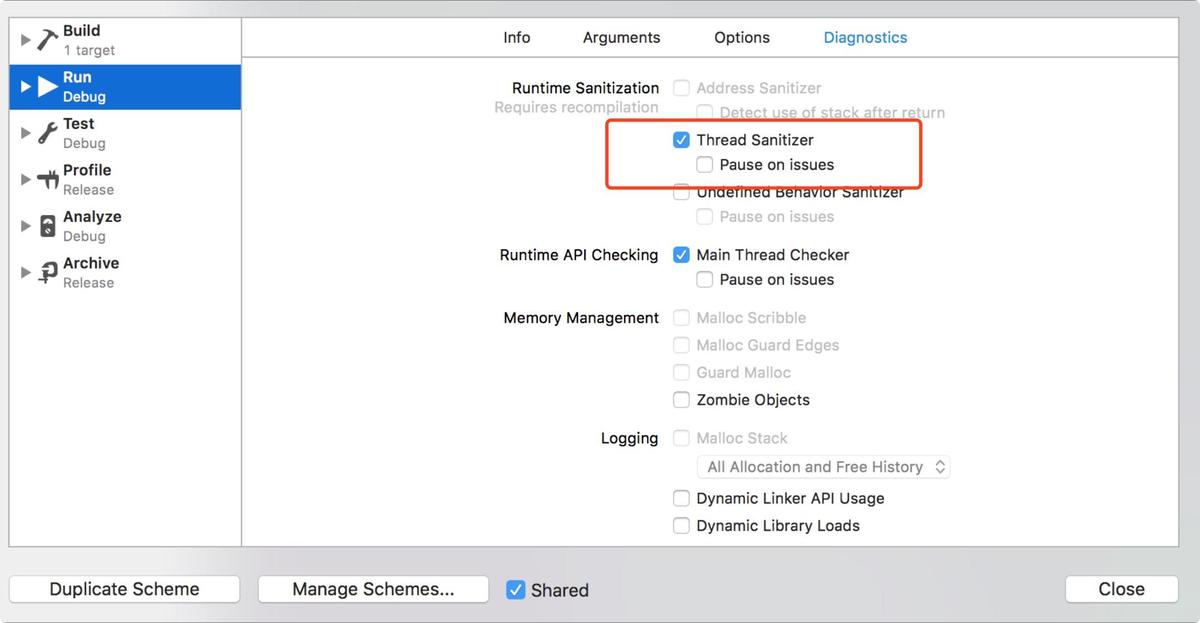 Build
1 target
Run
Debug
Test
Debug
Profile
Release
Analyze
Debug
Archive
Release
Info Arguments Options Diagnostics
Runtime Sanitization Address Sanitizer
Requires recompilation Detect use of stack after return
Thread Sanitizer
Pause on issues
Undefined Behavior Sanitizer
Pause on issues
Runtime API Checking Main Thread Checker
Pause on issues
Memory Management Malloc Scribble
Malloc Guard Edges
Guard Malloc
Zombie Objects
Logging Malloc Stack
All Allocation and Free History
Dynamic Linker API Usage
Dynamic Library Loads
Duplicate Scheme Manage Schemes... Shared Close